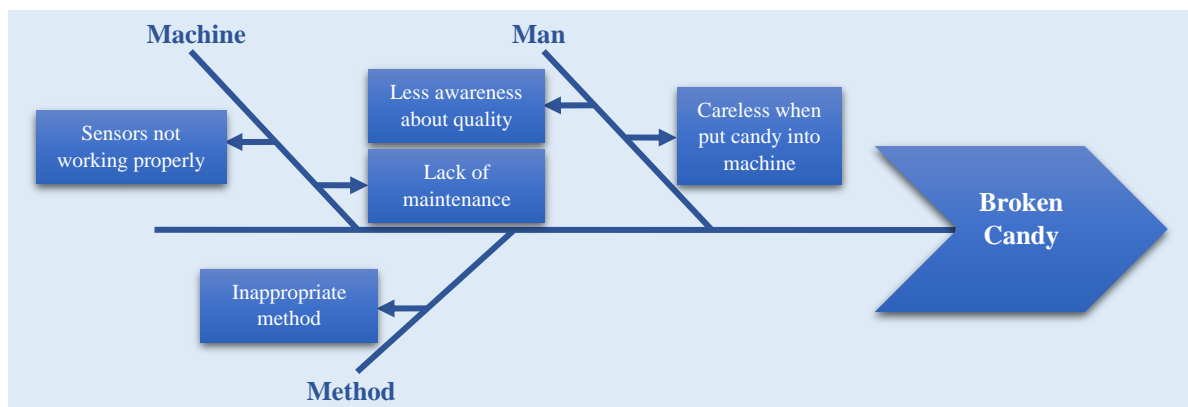 Machine
Man
Less awareness
about quality
Careless when
put candy into
machine
Sensors not
working properly
Lack of
maintenance
Broken
Candy
Inappropriate
method
Method